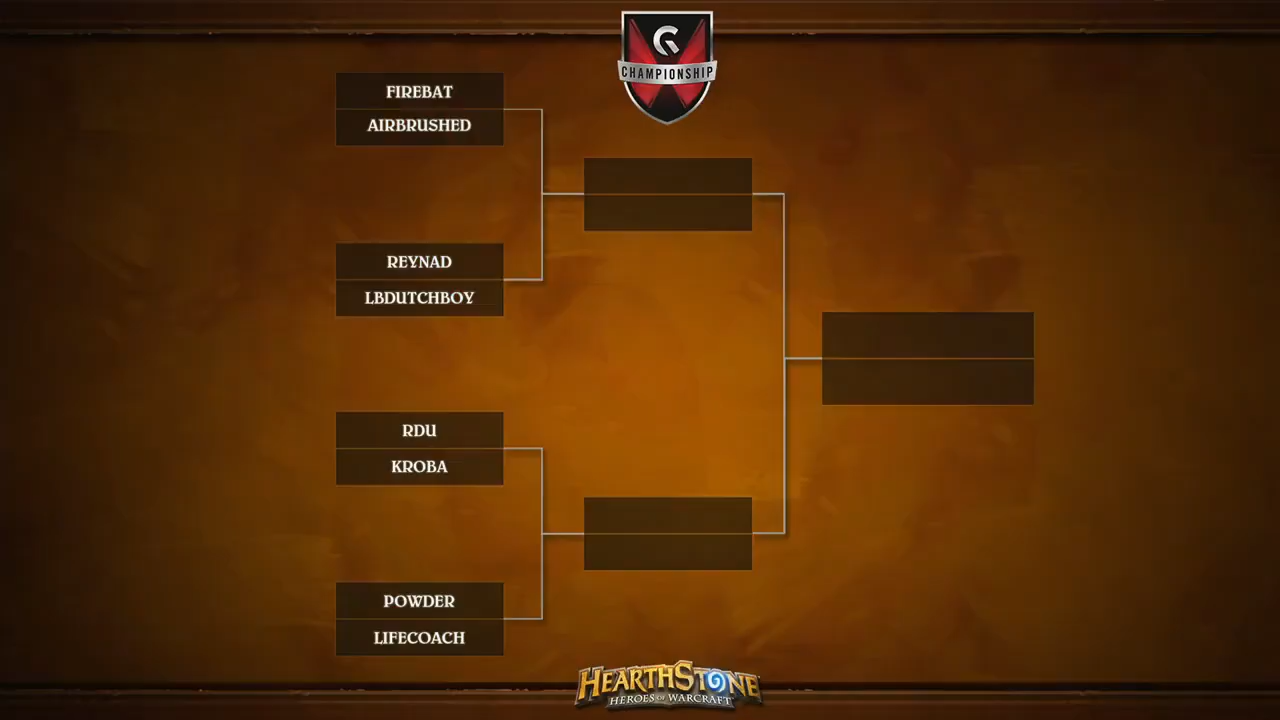 CHAMPIONSHIP
FIREBAT
AIRBRUSHED
REYNAD
LBDUTCHBOY
RDU
KROBA
POWDER
LIFECOACH
HEARTHSTONE
HEROES OF WARCRAFT